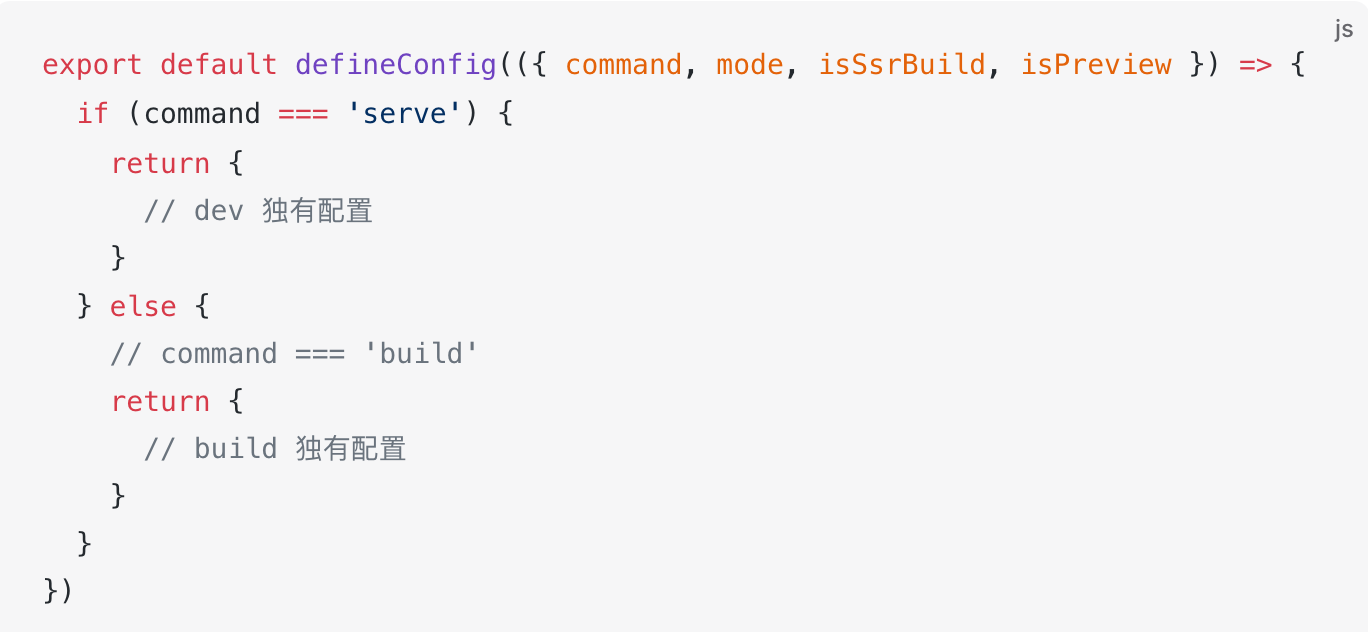 js
export default defineConfig(({ command, mode, isSsrBuild, isPreview }) => {
  if (command === 'serve') {
    return {
      // dev 独有配置
    }
  } else {
    // command === 'build'
    return {
      // build 独有配置
    }
  }
})